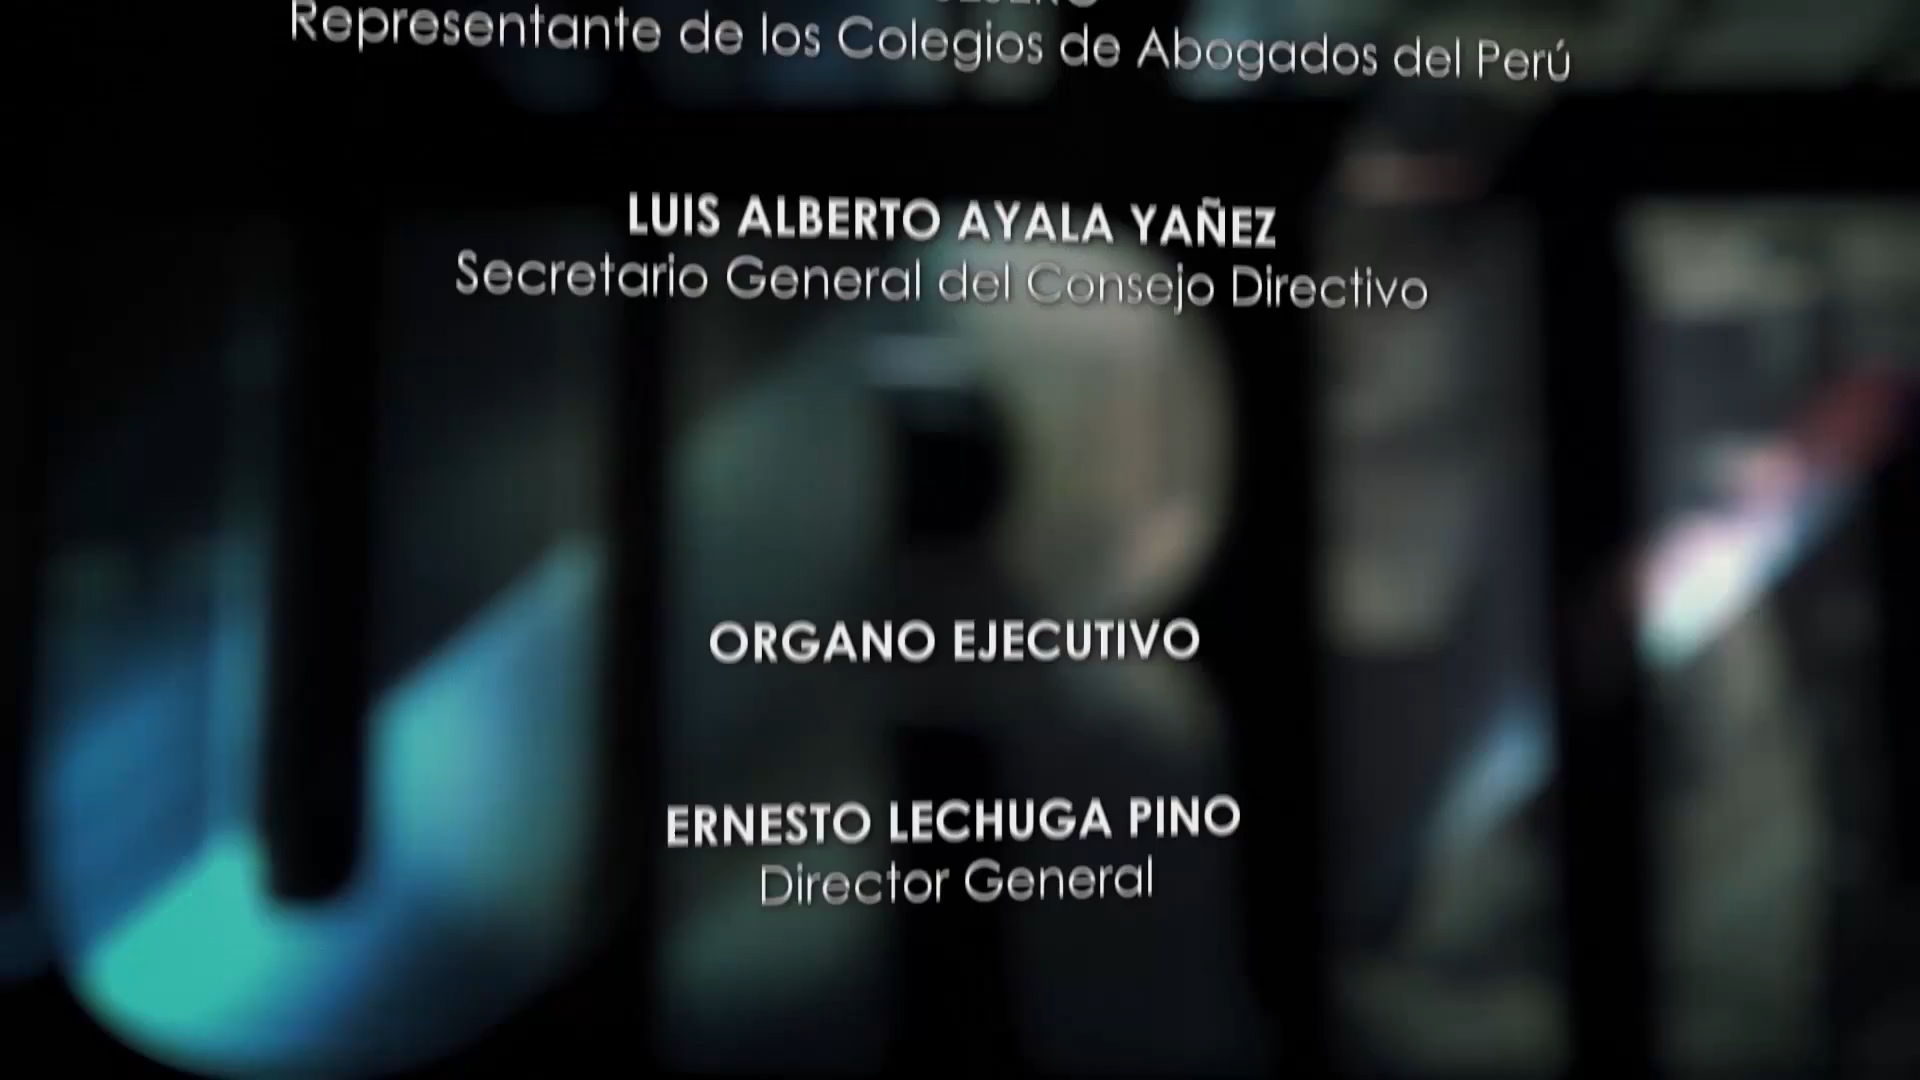 Representante de los Colegios de Abogados del Perú
LUIS ALBERTO AYALA YAÑEZ
Secretario General del Consejo Directivo
ORGANO EJECUTIVO
ERNESTO LECHUGA PINO
Director General